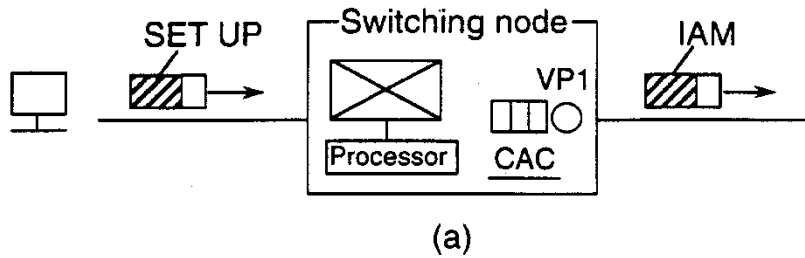 SET UP
Switching node
IAM
VP1
Processor
CAC
(a)